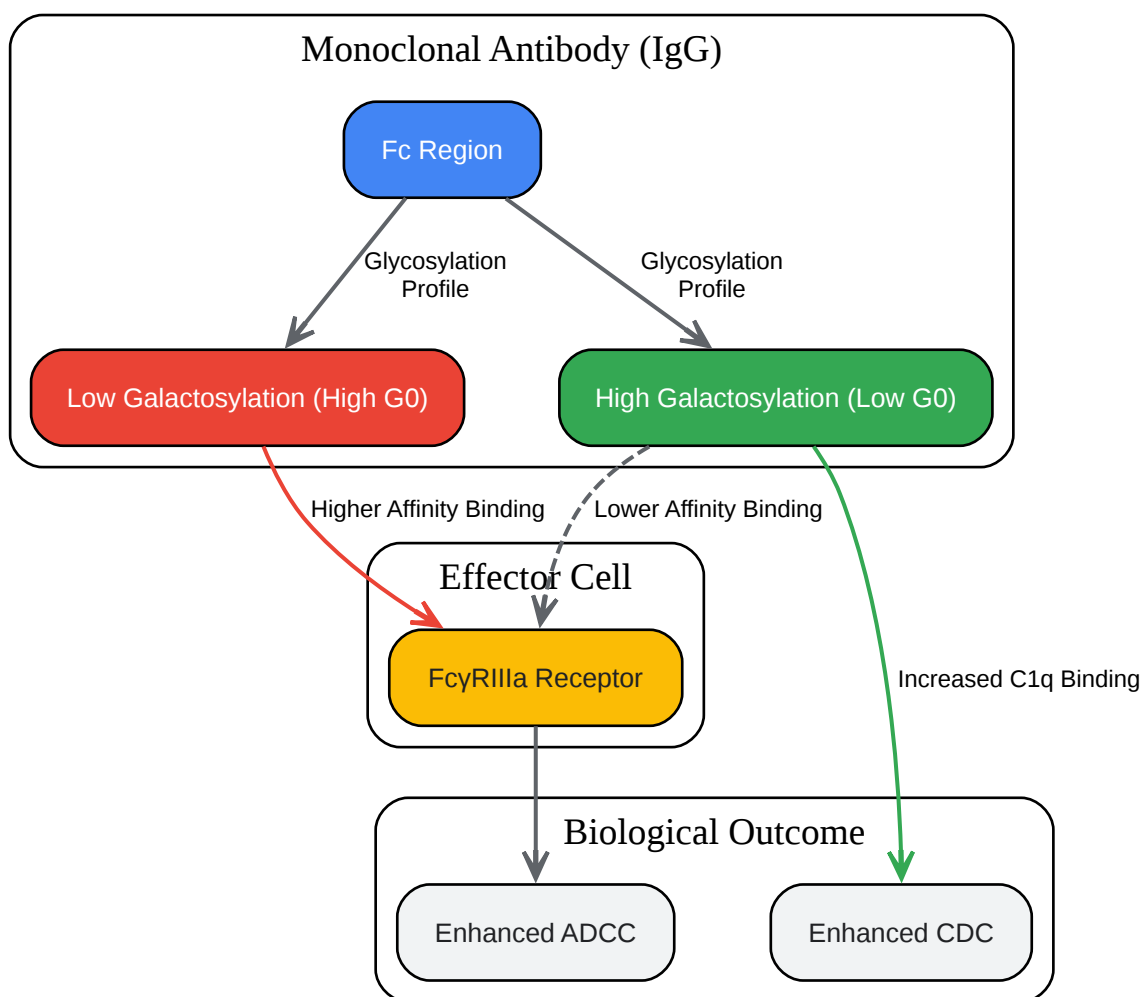 Monoclonal Antibody (IgG)
Fc Region
Glycosylation
Profile
Glycosylation
Profile
Low Galactosylation (High G0)
High Galactosylation (Low G0)
Higher Affinity Binding
Lower Affinity Binding
Effector Cell
FcγRIIIa Receptor
Increased C1q Binding
Biological Outcome
Enhanced ADCC
Enhanced CDC